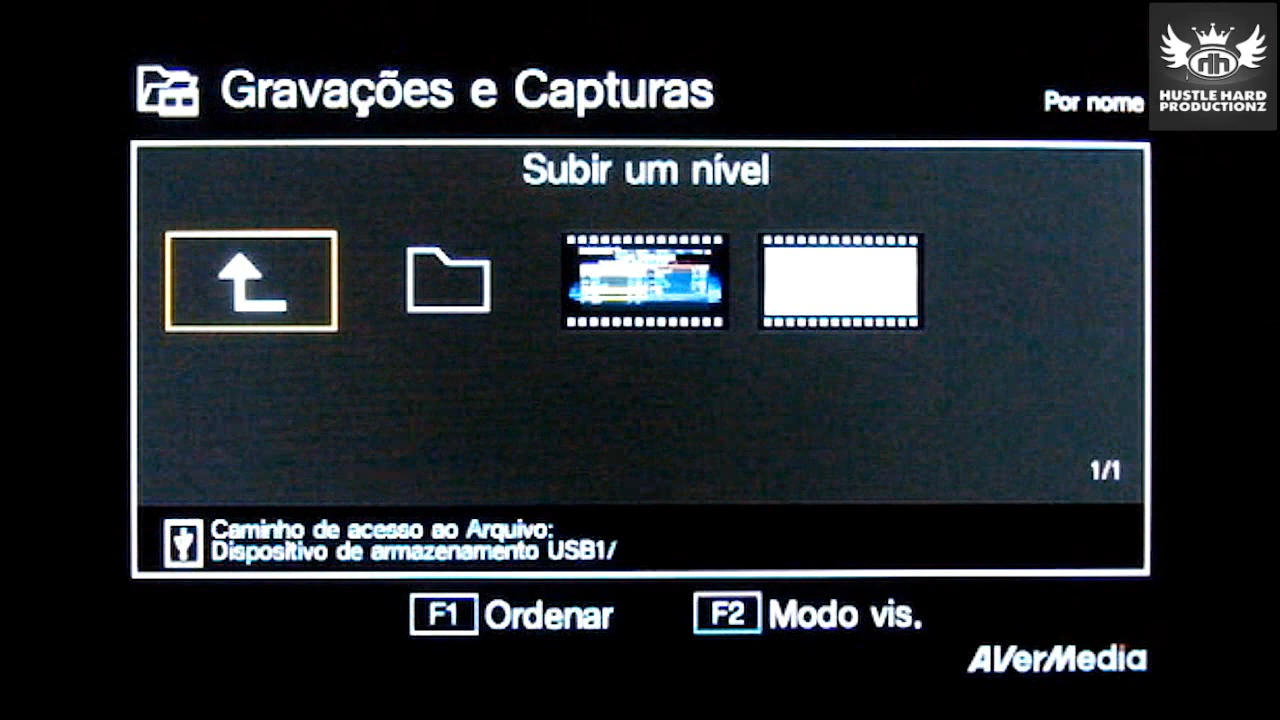 Gravações e Capturas
Por nome
HUSTLE HARD
PRODUCTIONZ
Subir um nível
1/1
Caminho de acesso ao Arquivo:
Dispositivo de armazenamento USB1/
F1 Ordenar
F2 Modo vis.
AVerMedia